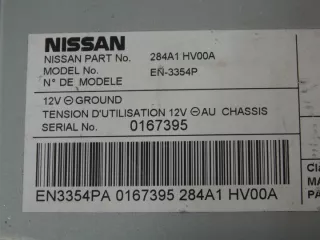 NISSAN
NISSAN PART No. 284A1 HV00A
MODEL No. EN-3354P
N° DE MODELE
12V ⊖ GROUND
TENSION D'UTILISATION 12V ⊖ AU CHASSIS
SERIAL No. 0167395
EN3354PA 0167395 284A1 HV00A